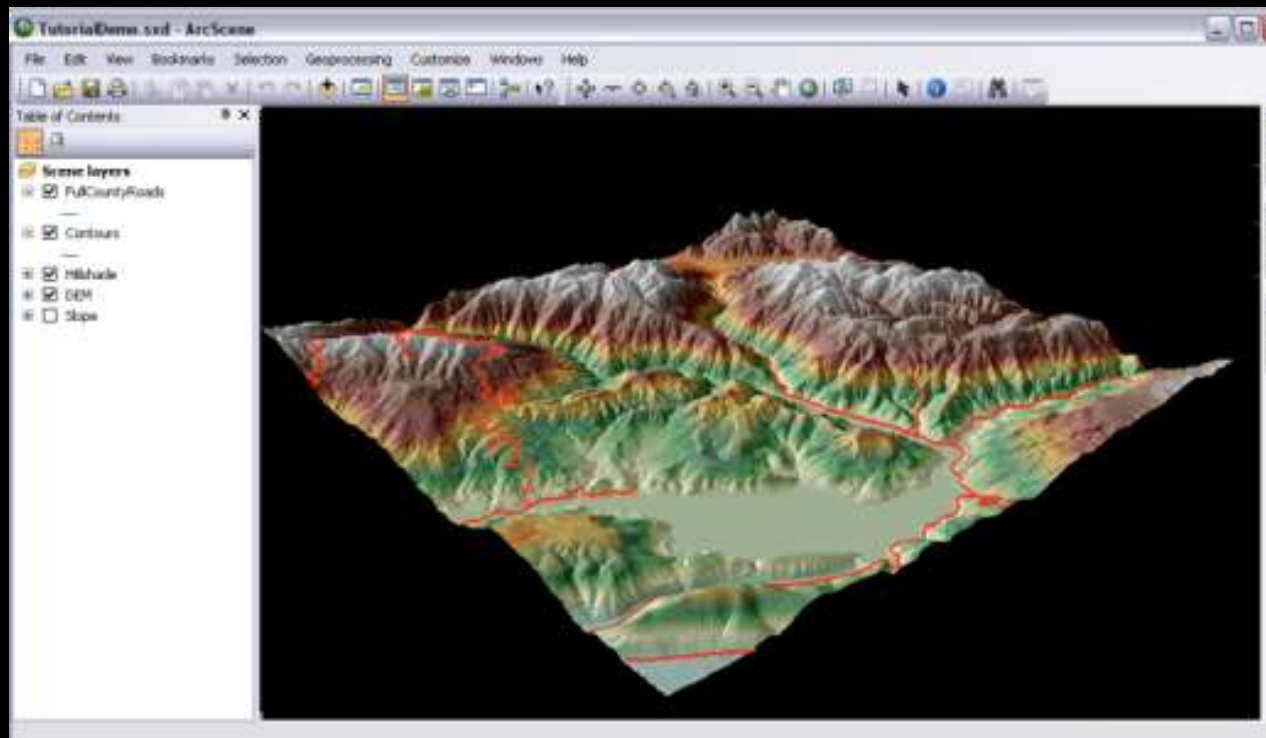 TutorialDemo.sxd - ArcScene
File Edit View Bookmarks Selection Geoprocessing Customize Windows Help
Table of Contents
Scene layers
FullCountyRoads
Contours
Hillshade
DEM
Slope